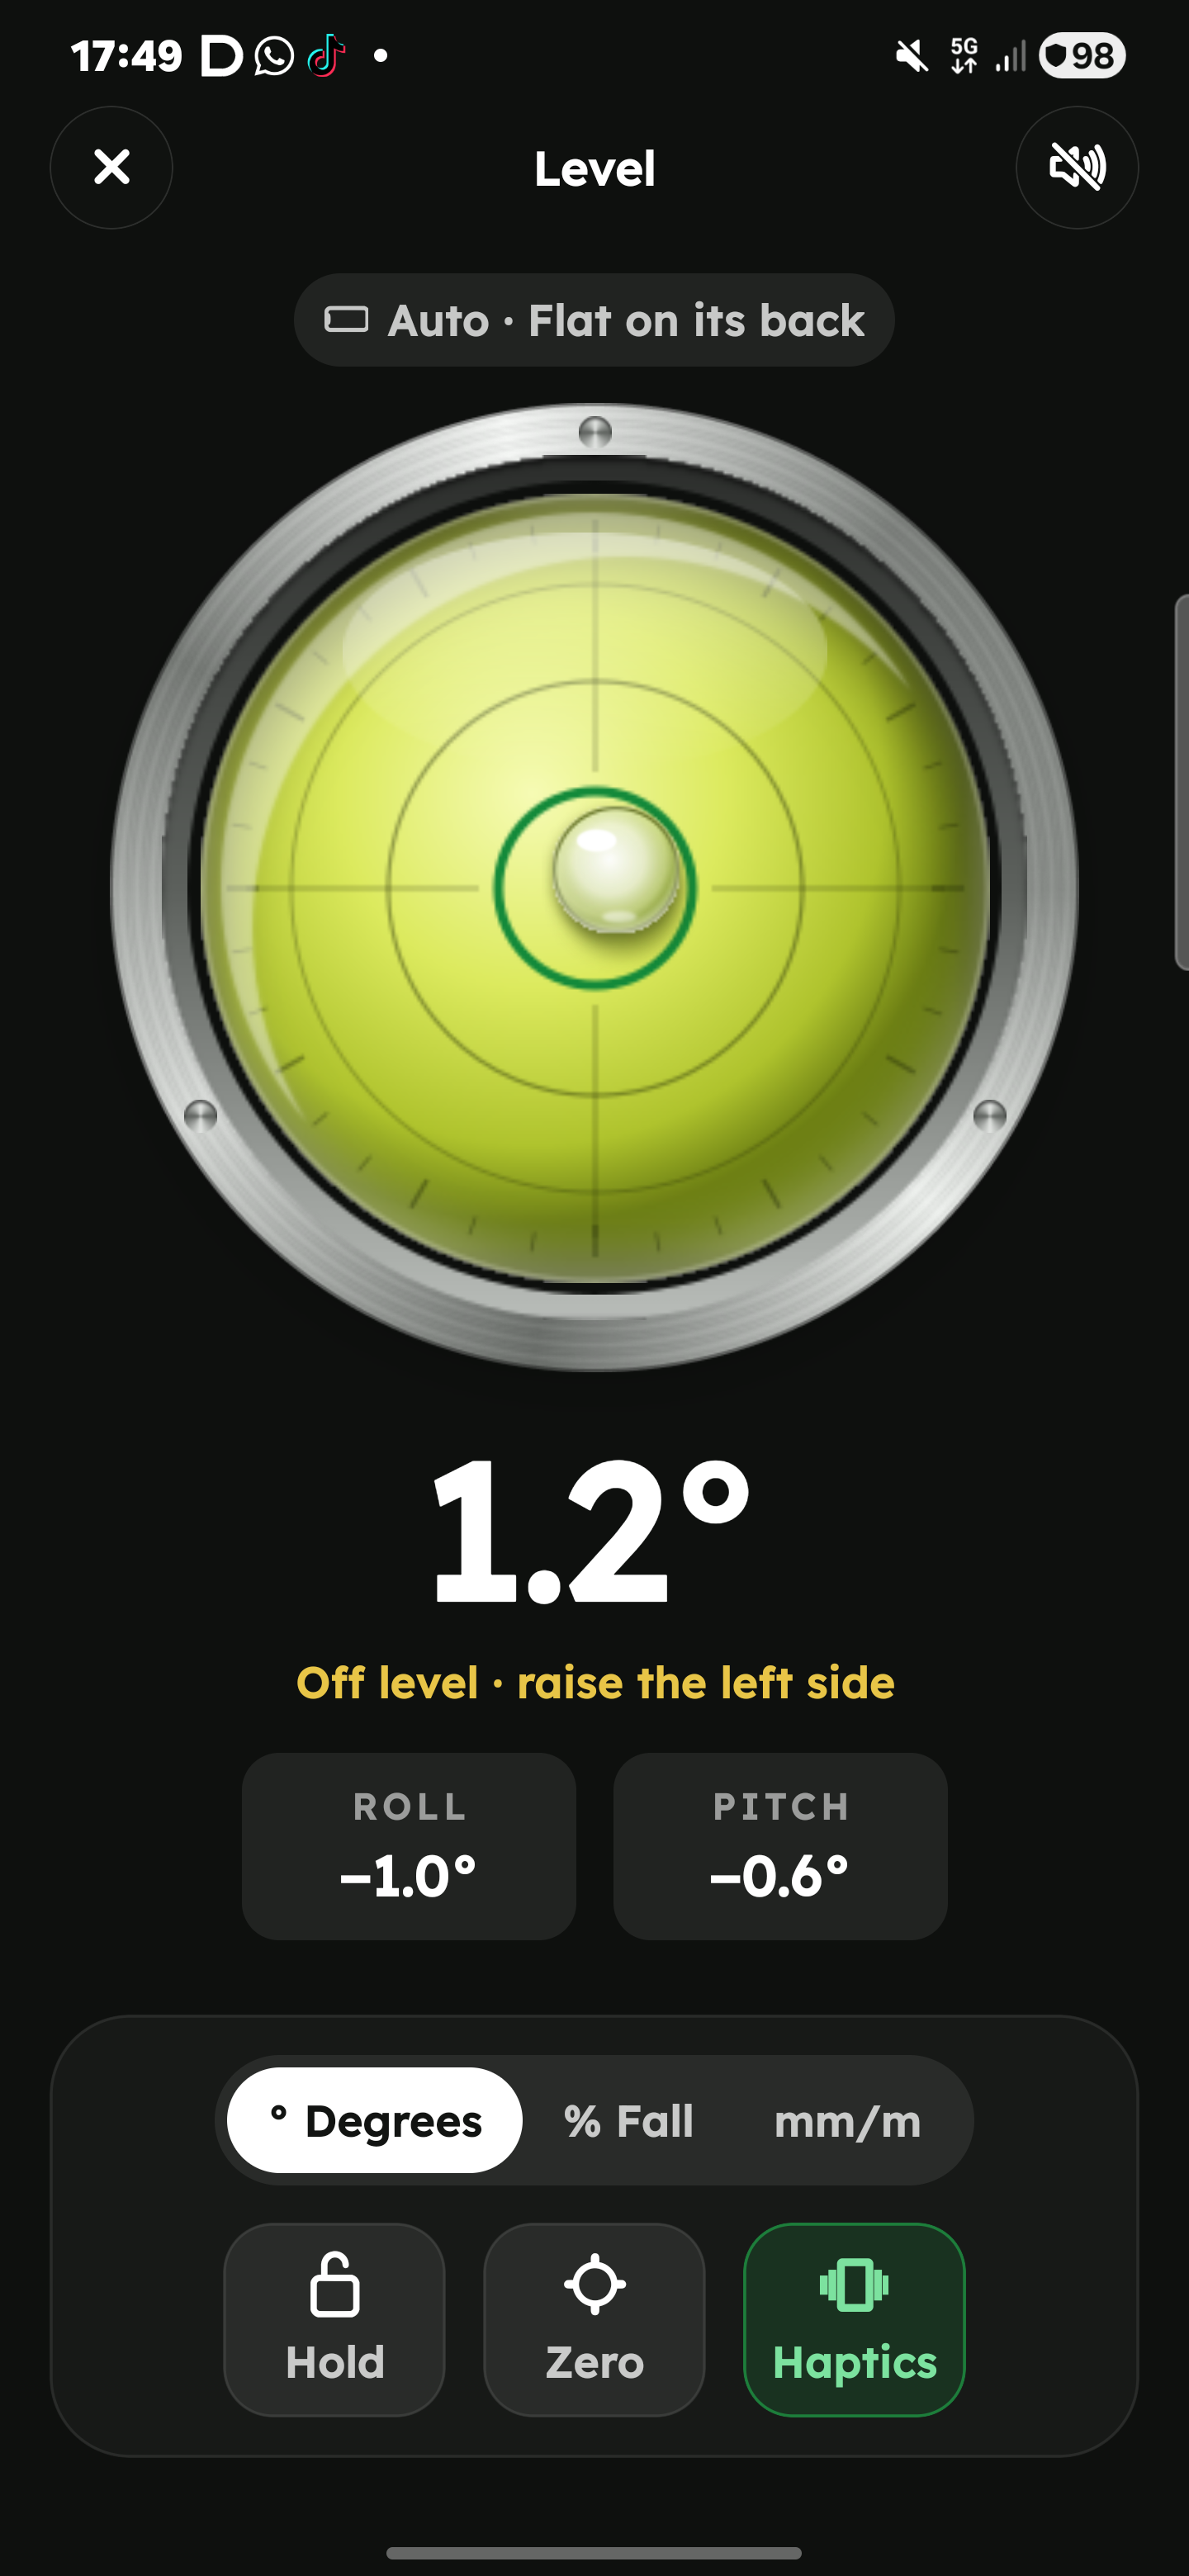 17:49
5G
98
Level
Auto · Flat on its back
1.2°
Off level · raise the left side
ROLL
PITCH
–1.0°
–0.6°
° Degrees
% Fall
mm/m
Hold
Zero
Haptics